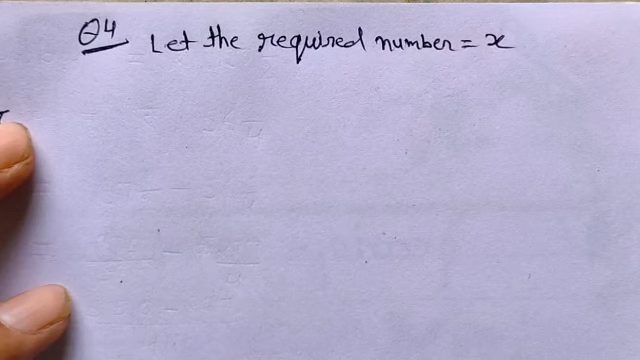 Q4 Let the required number = x